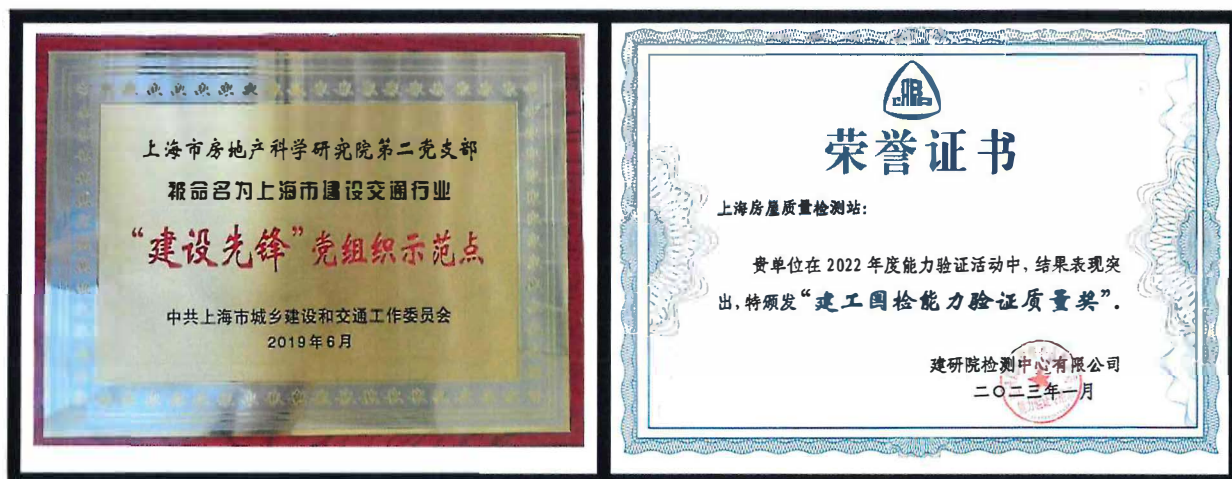 上海市房地产科学研究院第二党支部
被命名为上海市建设交通行业
“建设先锋”党组织示范点
中共上海市城乡建设和交通工作委员会
2019年6月
荣誉证书
上海房屋质量检测站：
贵单位在 2022 年度能力验证活动中，结果表现突
出，特颁发“建工国检能力验证质量奖”．
建研院检测中心有限公司
二〇二三年一月